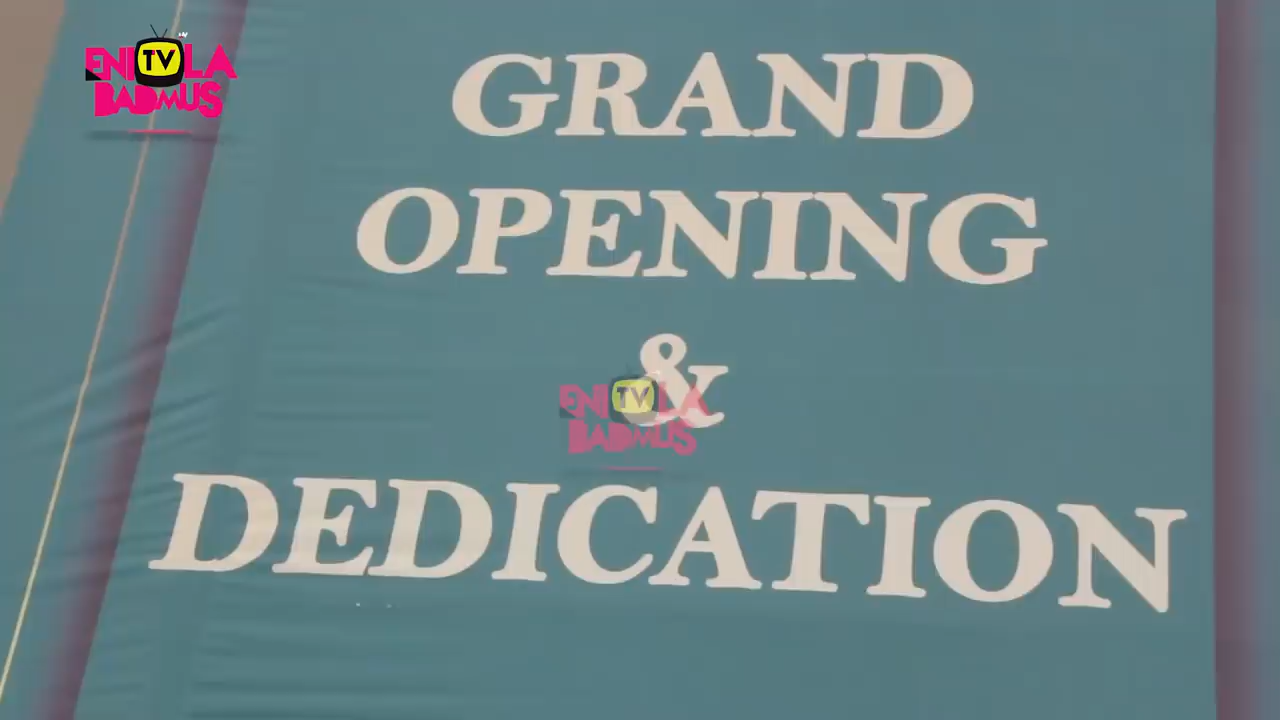 ENIOLA TV
BADMUS
GRAND
OPENING
&
ENIOLA TV
BADMUS
DEDICATION